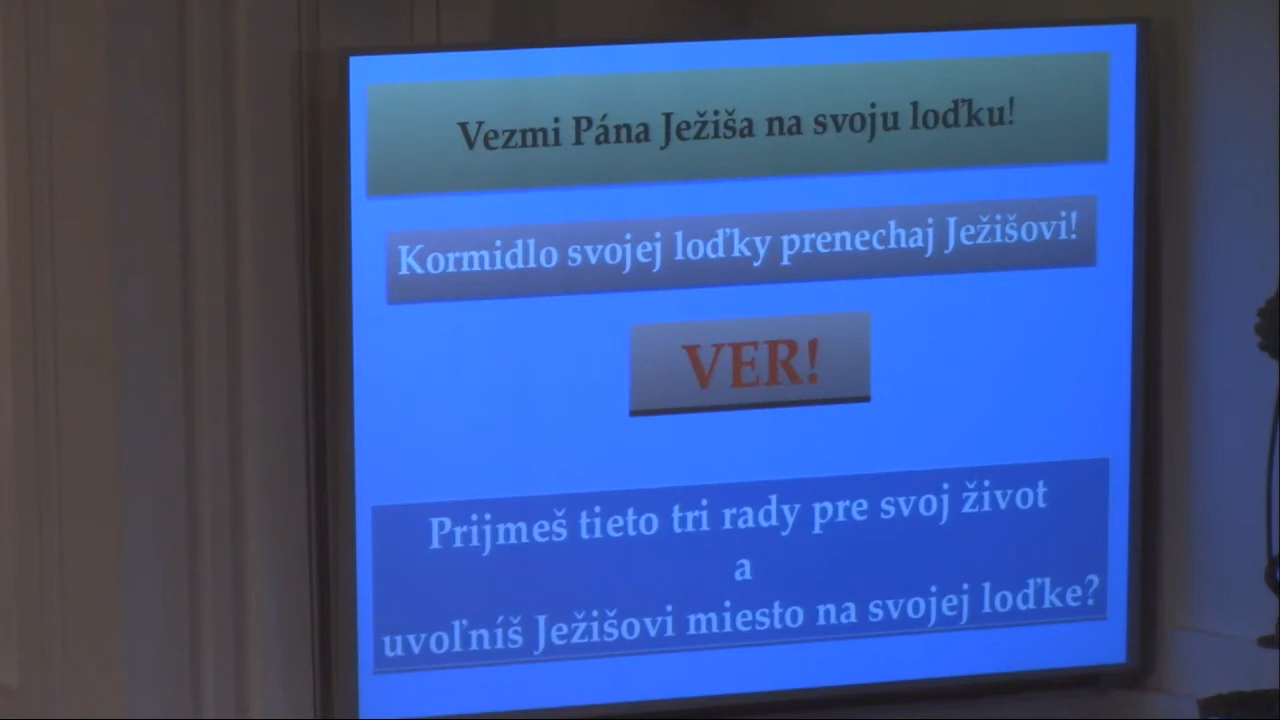 Vezmi Pána Ježiša na svoju loďku!
Kormidlo svojej loďky prenechaj Ježišovi!
VER!
Prijmeš tieto tri rady pre svoj život
a
uvoľníš Ježišovi miesto na svojej loďke?